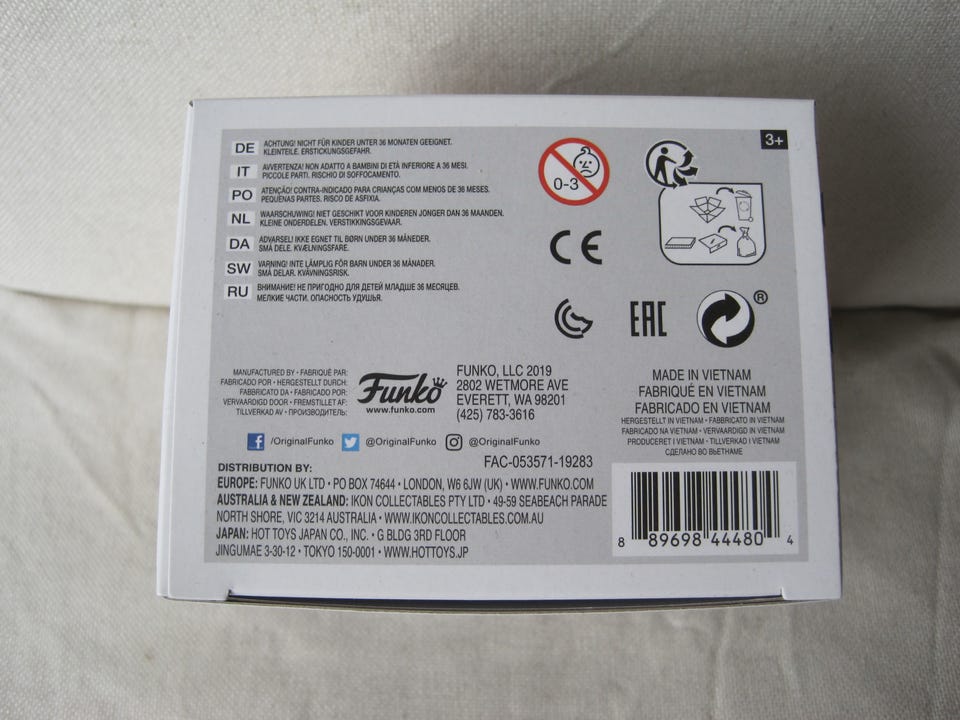 DE ACHTUNG! NICHT FÜR KINDER UNTER 36 MONATEN GEEIGNET.
KLEINTEILE. ERSTICKUNGSGEFAHR.
IT AVVERTENZA! NON ADATTO A BAMBINI DI ETÀ INFERIORE A 36 MESI.
PICCOLE PARTI. RISCHIO DI SOFFOCAMENTO.
PO ATENÇÃO! CONTRA-INDICADO PARA CRIANÇAS COM MENOS DE 36 MESES.
PEQUENAS PARTES. RISCO DE ASFIXIA.
NL WAARSCHUWING! NIET GESCHIKT VOOR KINDEREN JONGER DAN 36 MAANDEN.
KLEINE ONDERDELEN. VERSTIKKINGSGEVAAR.
DA ADVARSEL! IKKE EGNET TIL BØRN UNDER 36 MÅNEDER.
SMÅ DELE. KVÆLNINGSFARE.
SW VARNING! INTE LÄMPLIG FÖR BARN UNDER 36 MÅNADER.
SMÅ DELAR. KVÄVNINGSRISK.
RU ВНИМАНИЕ! НЕ ПРИГОДНО ДЛЯ ДЕТЕЙ МЛАДШЕ 36 МЕСЯЦЕВ.
МЕЛКИЕ ЧАСТИ. ОПАСНОСТЬ УДУШЬЯ.
0-3
3+
CE
EAC
®
MANUFACTURED BY • FABRIQUÉ PAR:
FABRICADO POR • HERGESTELLT DURCH:
FABBRICATO DA • FABRICADO POR:
VERVAARDIGD DOOR • FREMSTILLET AF:
TILLVERKAD AV • ПРОИЗВОДИТЕЛЬ:
Funko
www.funko.com
FUNKO, LLC 2019
2802 WETMORE AVE
EVERETT, WA 98201
(425) 783-3616
MADE IN VIETNAM
FABRIQUÉ EN VIETNAM
FABRICADO EN VIETNAM
HERGESTELLT IN VIETNAM • FABBRICATO IN VIETNAM
FABRICADO NA VIETNAM • VERVAARDIGD IN VIETNAM
PRODUCERET I VIETNAM • TILLVERKAD I VIETNAM
СДЕЛАНО ВО ВЬЕТНАМЕ
/OriginalFunko @OriginalFunko @OriginalFunko
FAC-053571-19283
DISTRIBUTION BY:
EUROPE: FUNKO UK LTD • PO BOX 74644 • LONDON, W6 6JW (UK) • WWW.FUNKO.COM
AUSTRALIA & NEW ZEALAND: IKON COLLECTABLES PTY LTD • 49-59 SEABEACH PARADE
NORTH SHORE, VIC 3214 AUSTRALIA • WWW.IKONCOLLECTABLES.COM.AU
JAPAN: HOT TOYS JAPAN CO., INC. • G BLDG 3RD FLOOR
JINGUMAE 3-30-12 • TOKYO 150-0001 • WWW.HOTTOYS.JP
8 89698 44480 4